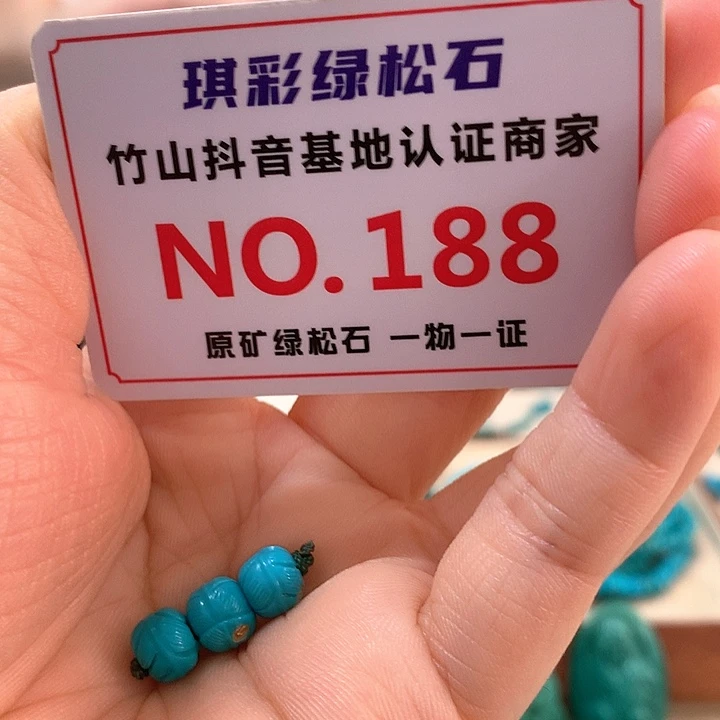 琪彩绿松石
竹山抖音基地认证商家
NO.188
原矿绿松石 一物一证